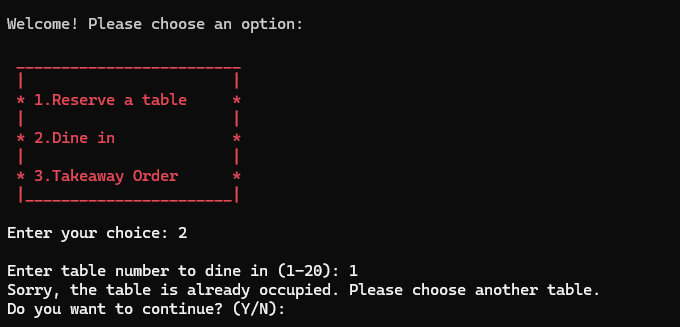 Welcome! Please choose an option:
_________________________
|                       |
* 1.Reserve a table     *
|                       |
* 2.Dine in             *
|                       |
* 3.Takeaway Order      *
|_______________________|
Enter your choice: 2
Enter table number to dine in (1-20): 1
Sorry, the table is already occupied. Please choose another table.
Do you want to continue? (Y/N):